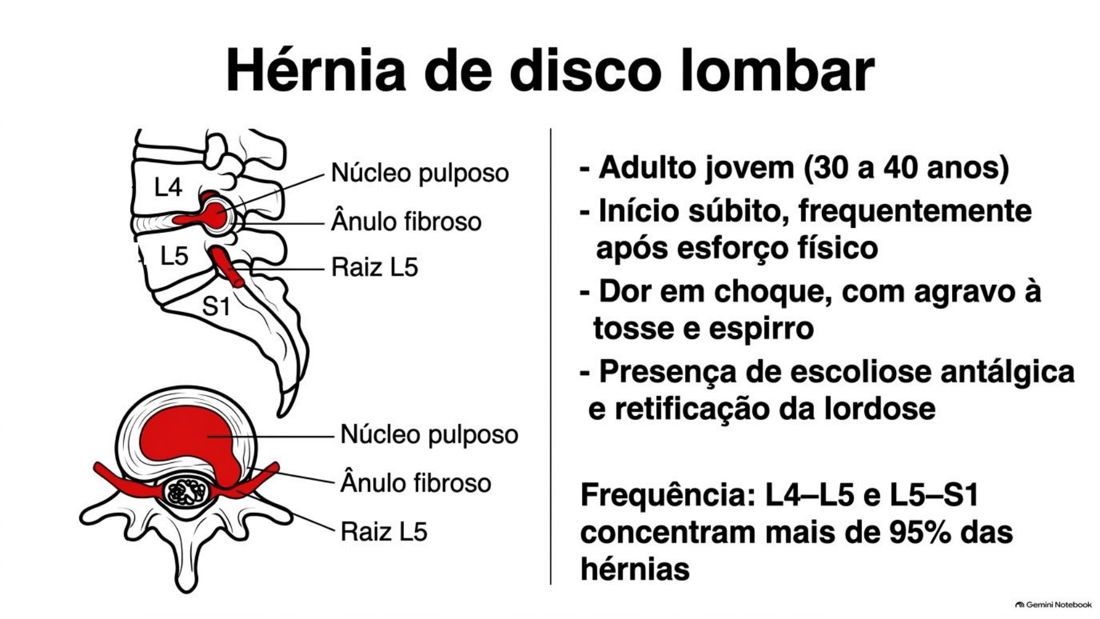 Hérnia de disco lombar
L4
L5
S1
Núcleo pulposo
Ânulo fibroso
Raiz L5
Núcleo pulposo
Ânulo fibroso
Raiz L5
- Adulto jovem (30 a 40 anos)
- Início súbito, frequentemente
após esforço físico
- Dor em choque, com agravo à
tosse e espirro
- Presença de escoliose antálgica
e retificação da lordose
Frequência: L4–L5 e L5–S1
concentram mais de 95% das
hérnias
Gemini Notebook